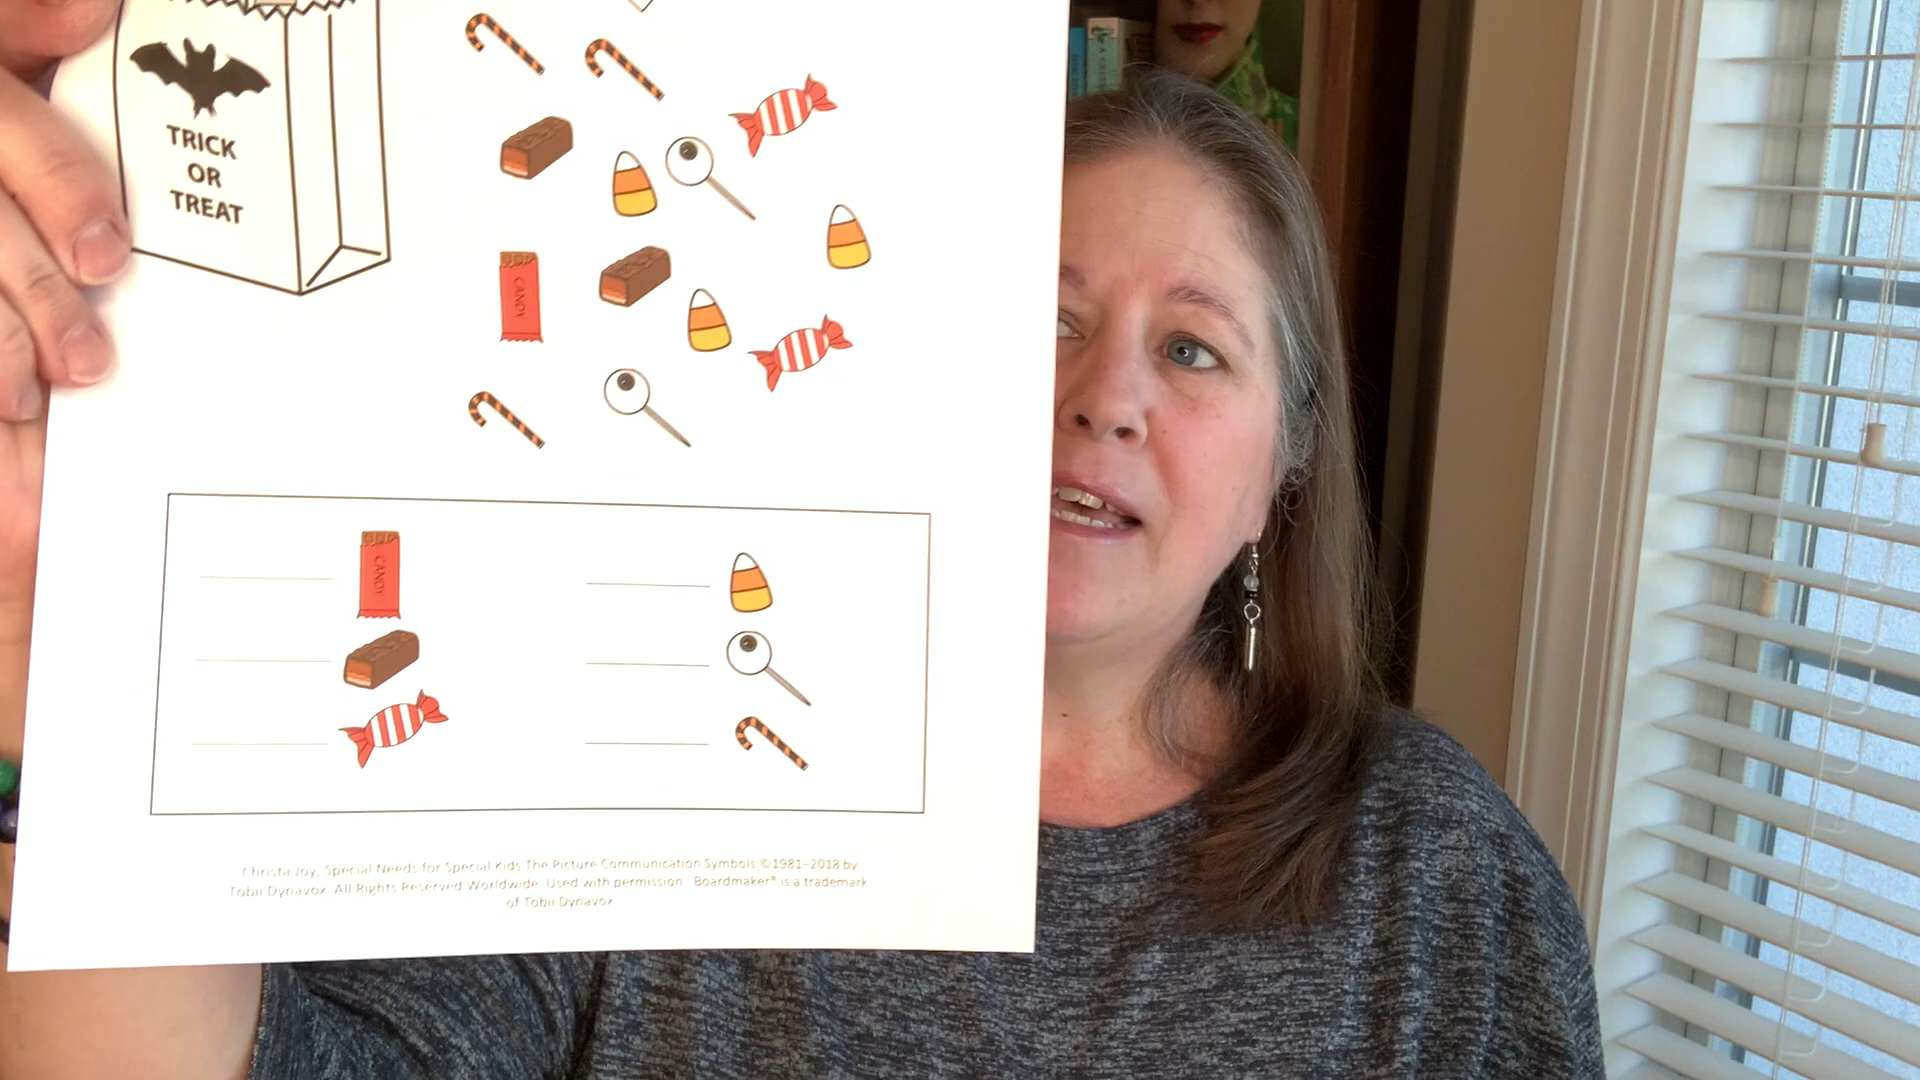 TRICK
OR
TREAT
CANDY
CANDY
Christa Joy, Special Needs for Special Kids The Picture Communication Symbols ©1981–2018 by
Tobii Dynavox. All Rights Reserved Worldwide. Used with permission. Boardmaker® is a trademark
of Tobii Dynavox